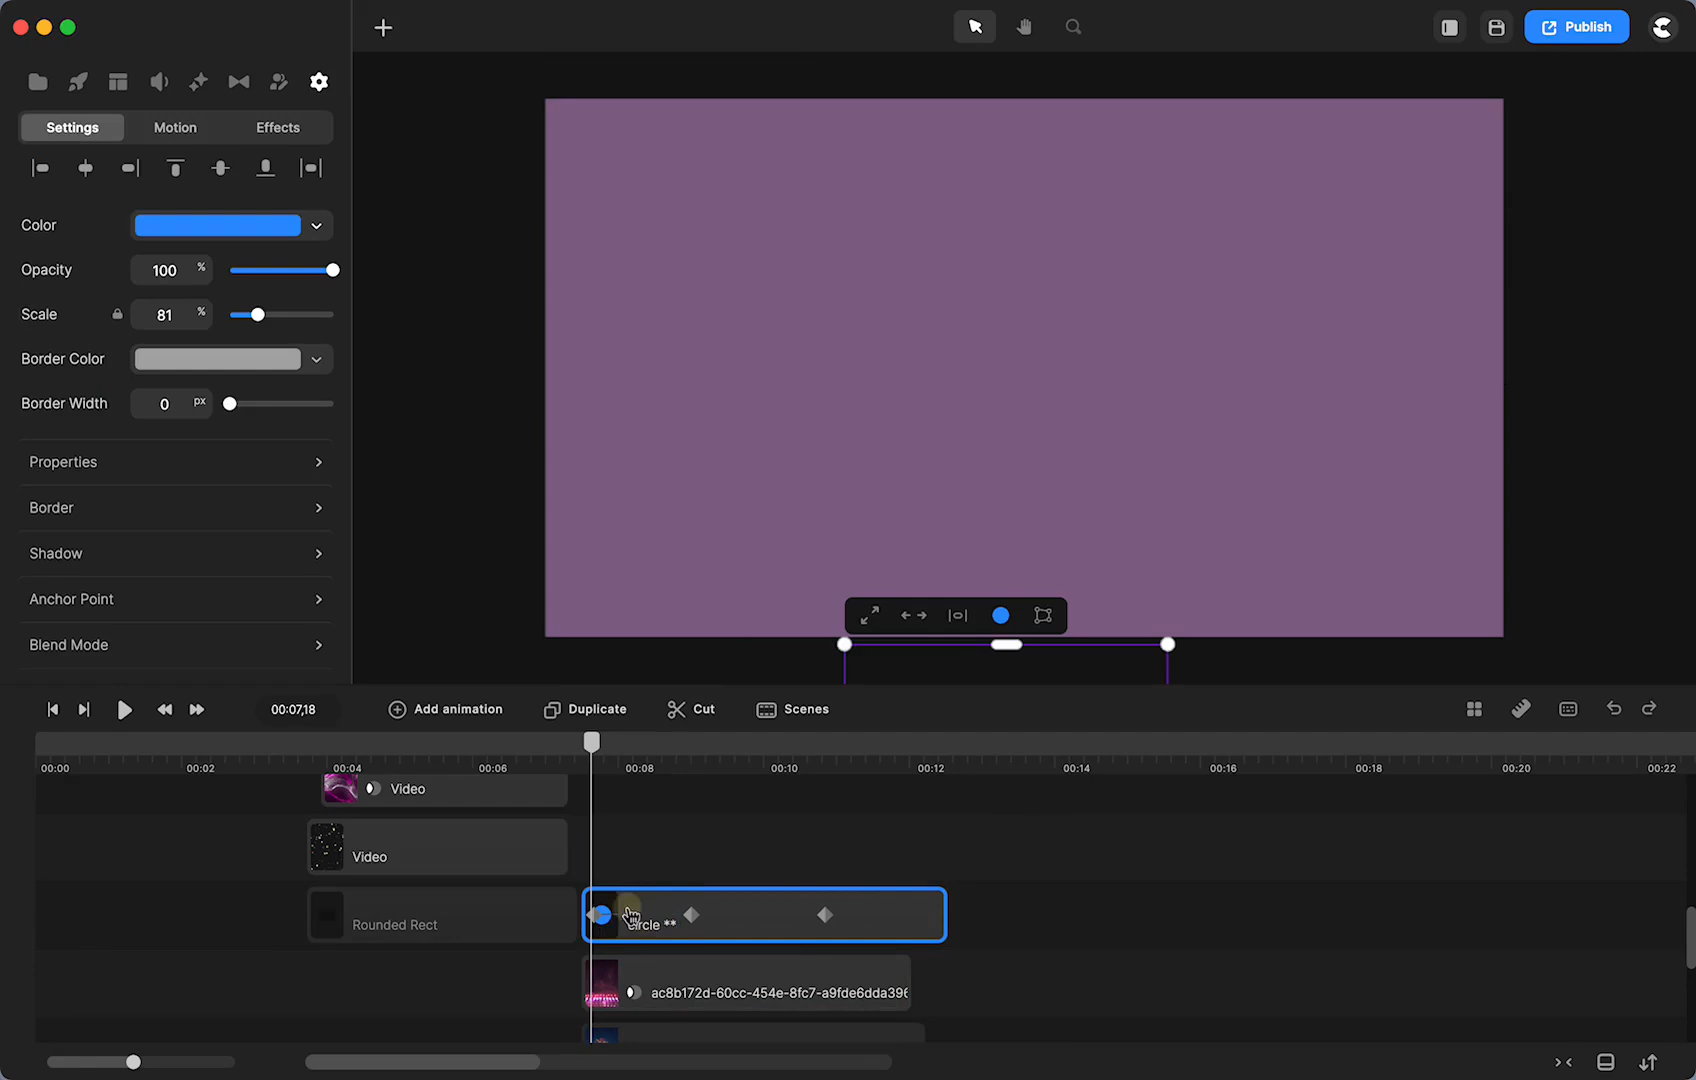 Publish
Settings
Motion
Effects
Color
Opacity
100 %
Scale
81 %
Border Color
Border Width
0 px
Properties
Border
Shadow
Anchor Point
Blend Mode
00:07,18
Add animation
Duplicate
Cut
Scenes
00:00
00:02
00:04
00:06
00:08
00:10
00:12
00:14
00:16
00:18
00:20
00:22
Video
Video
Rounded Rect
Circle **
ac8b172d-60cc-454e-8fc7-a9fde6dda396